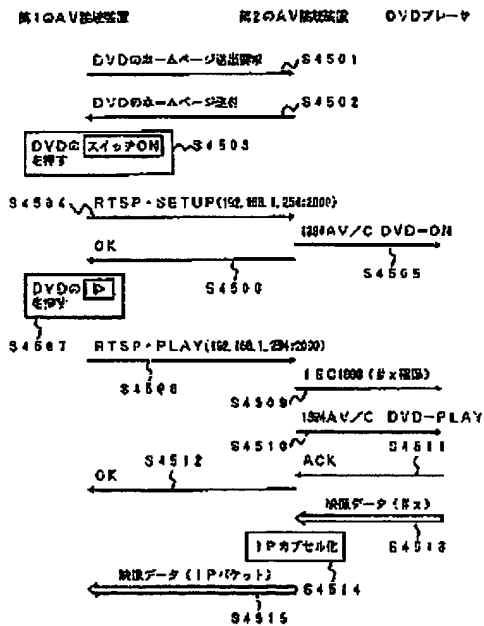 第1のAV接続装置 第2のAV接続装置 DVDプレーヤ
DVDのホームページ送出要求 S4501
DVDのホームページ送付 S4502
DVDの スイッチON
を押す
S4503
S4504 RTSP・SETUP(192.168.1.254:2000)
1394AV/C DVD-ON
OK
S4505
S4506
DVDの ▷
を押す
S4507 RTSP・PLAY(192.168.1.254:2000)
S4508
IEC1883(#x確保)
S4509
1394AV/C DVD-PLAY
S4510
S4511
S4512 ACK
OK
映像データ(#x)
S4513
IPカプセル化
S4514
映像データ(IPパケット)
S4515